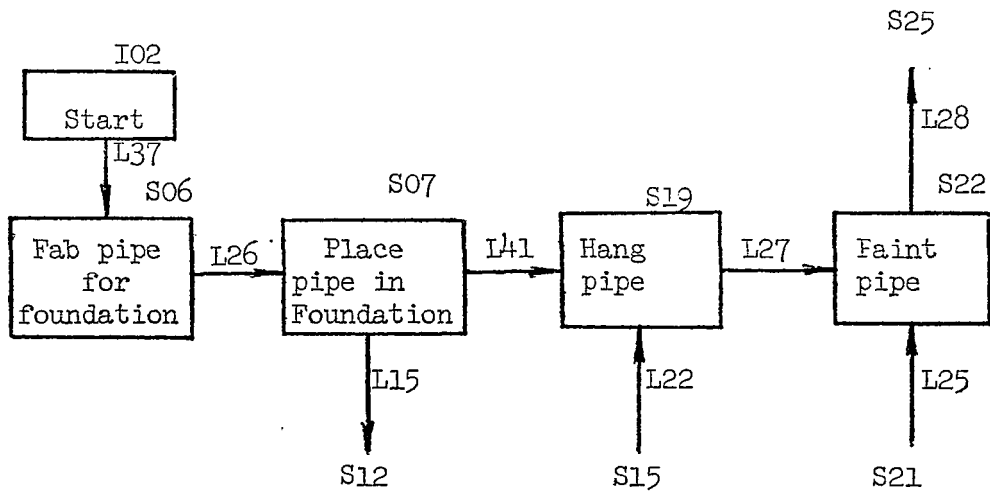 S25
I02
Start
L28
L37
S06
S07
S19
S22
Fab pipe
for
foundation
L26
Place
pipe in
Foundation
L41
Hang
pipe
L27
Faint
pipe
L15
L22
L25
S12
S15
S21